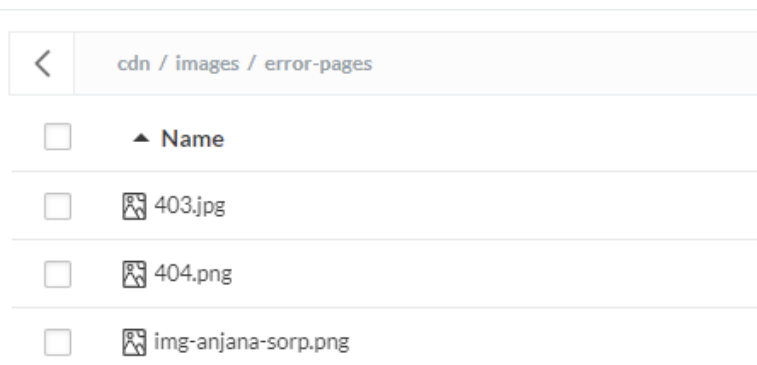 cdn / images / error-pages
Name
403.jpg
404.png
img-anjana-sorp.png